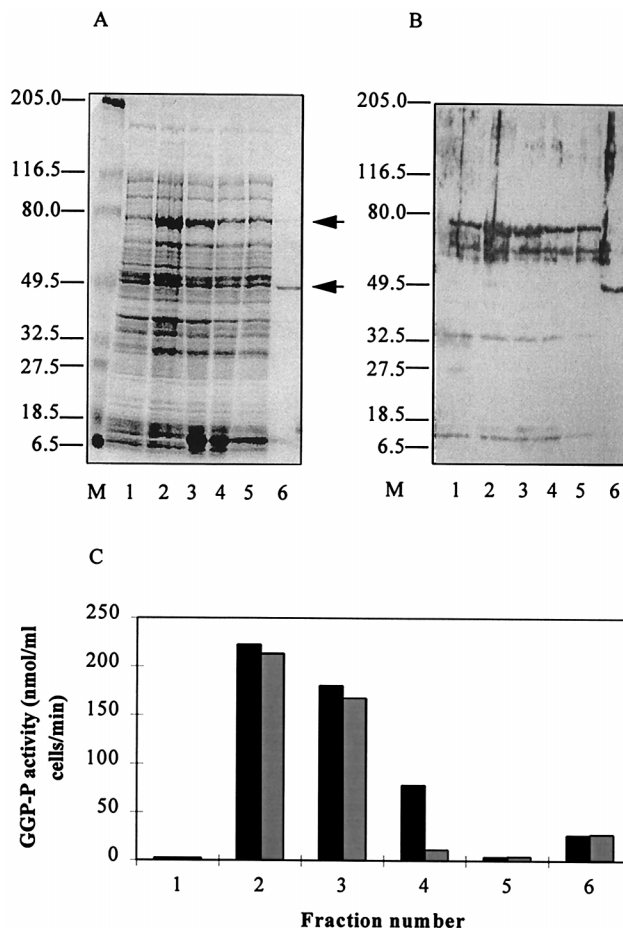 A
B
205.0
116.5
80.0
49.5
32.5
27.5
18.5
6.5
M 1 2 3 4 5 6
205.0
116.5
80.0
49.5
32.5
27.5
18.5
6.5
M 1 2 3 4 5 6
C
GGP-P activity (nmol/ml
cells/min)
250
200
150
100
50
0
1 2 3 4 5 6
Fraction number